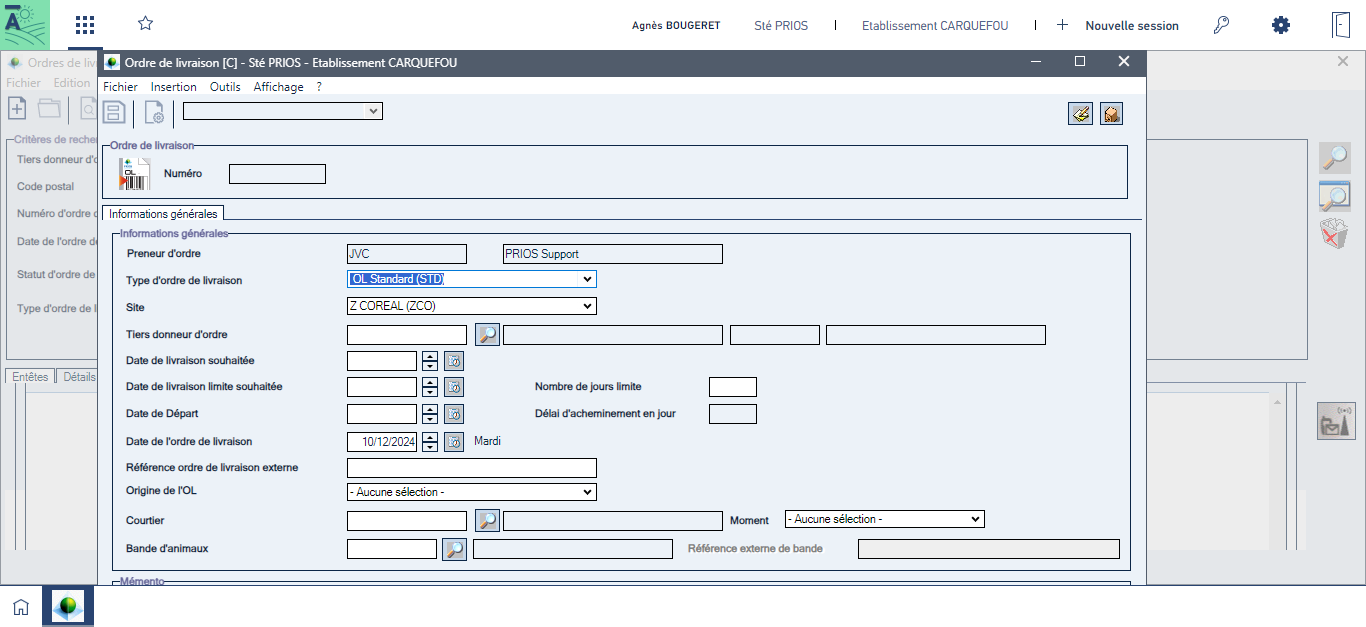 Agnès BOUGERET Sté PRIOS | Etablissement CARQUEFOU | Nouvelle session
Ordres de liv
Fichier Edition
Critères de recher
Tiers donneur d'o
Code postal
Numéro d'ordre
Date de l'ordre de
Statut d'ordre de
Type d'ordre de l
Entêtes Détails
Ordre de livraison [C] - Sté PRIOS - Etablissement CARQUEFOU
Fichier Insertion Outils Affichage ?
Ordre de livraison
OL
Numéro
Informations générales
Informations générales
Preneur d'ordre JVC PRIOS Support
Type d'ordre de livraison OL Standard (STD)
Site Z COREAL (ZCO)
Tiers donneur d'ordre
Date de livraison souhaitée
Date de livraison limite souhaitée Nombre de jours limite
Date de Départ Délai d'acheminement en jour
Date de l'ordre de livraison 10/12/2024 Mardi
Référence ordre de livraison externe
Origine de l'OL - Aucune sélection -
Courtier Moment - Aucune sélection -
Bande d'animaux Référence externe de bande
Mémento